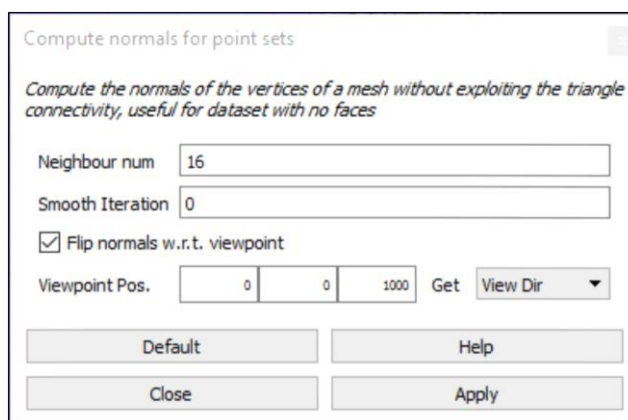 Compute normals for point sets
Compute the normals of the vertices of a mesh without exploiting the triangle
connectivity, useful for dataset with no faces
Neighbour num 16
Smooth Iteration 0
Flip normals w.r.t. viewpoint
Viewpoint Pos. 0 0 1000 Get View Dir
Default Help
Close Apply